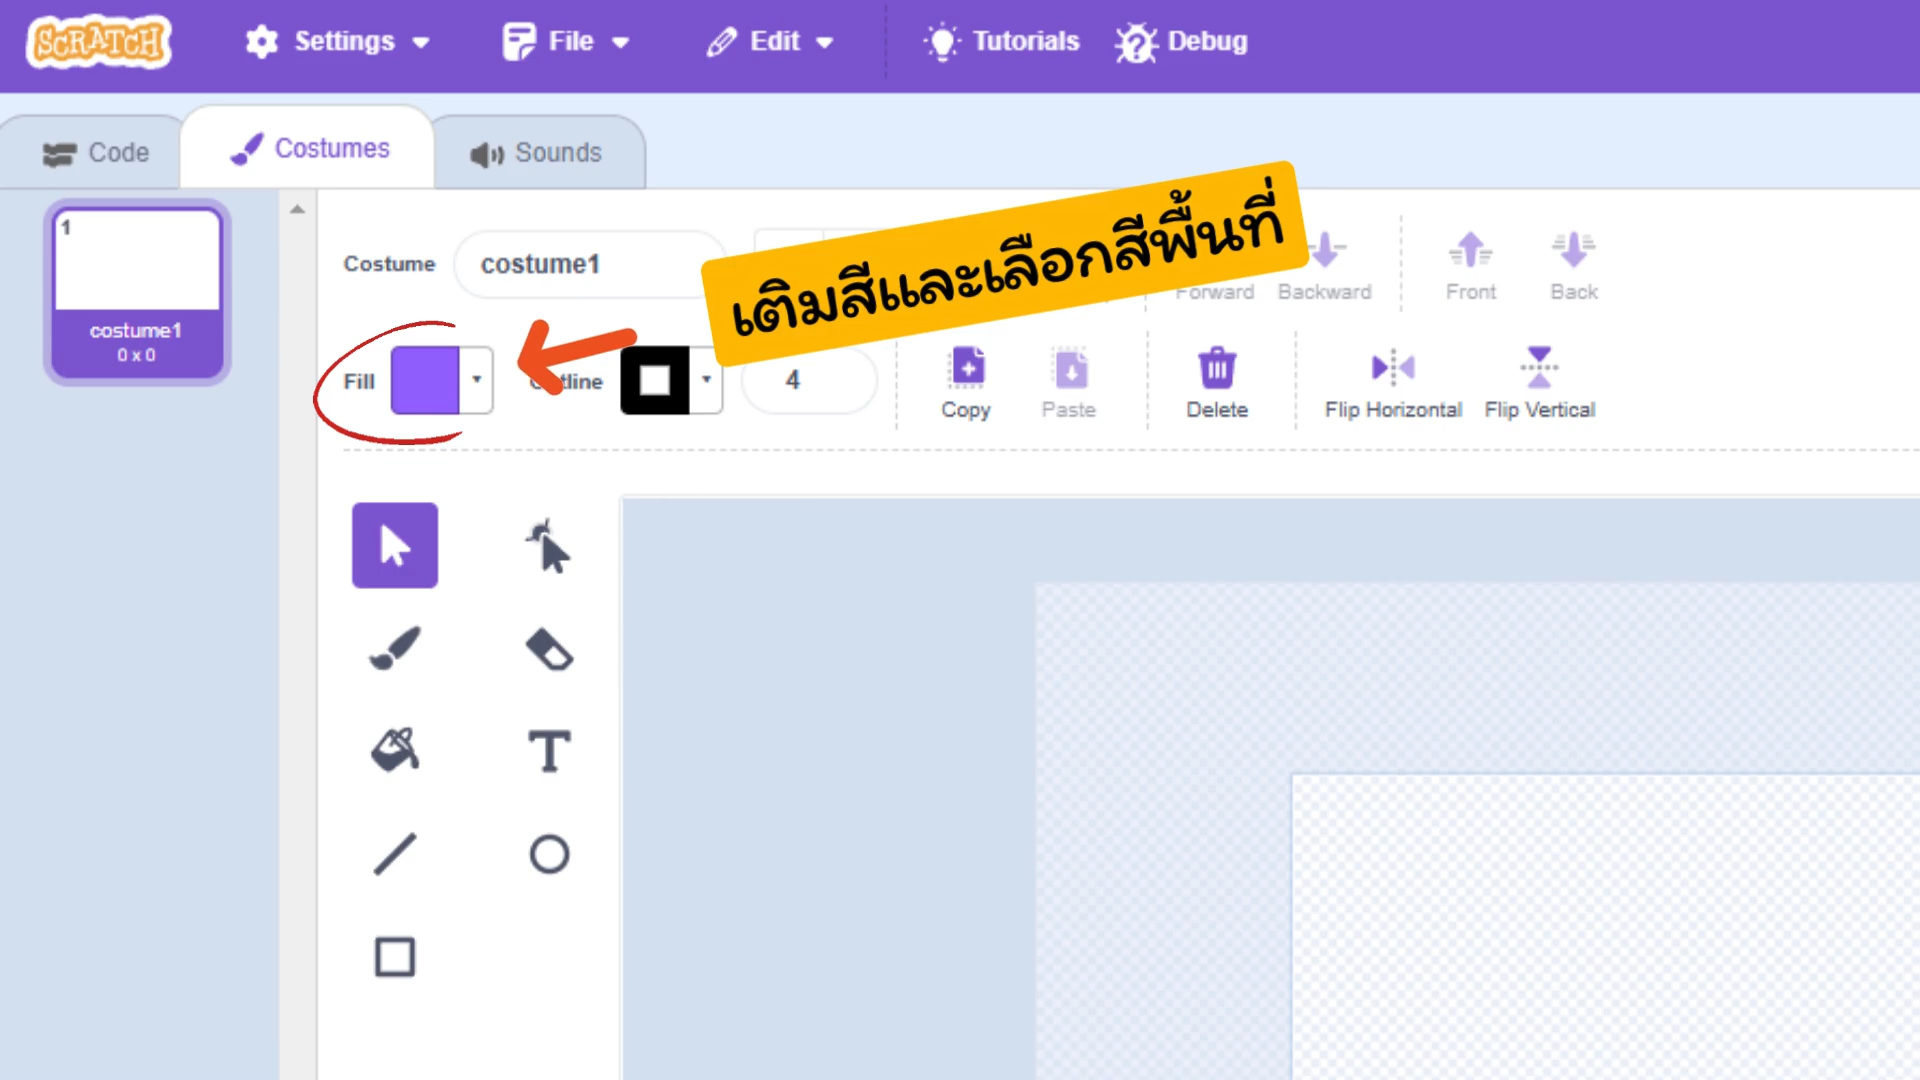 SCRATCH
Settings
File
Edit
Tutorials
Debug
Code
Costumes
Sounds
1
costume1
0 x 0
Costume
costume1
เติมสีและเลือกสีพื้นที่
Forward
Backward
Front
Back
Fill
4
Copy
Paste
Delete
Flip Horizontal
Flip Vertical
T